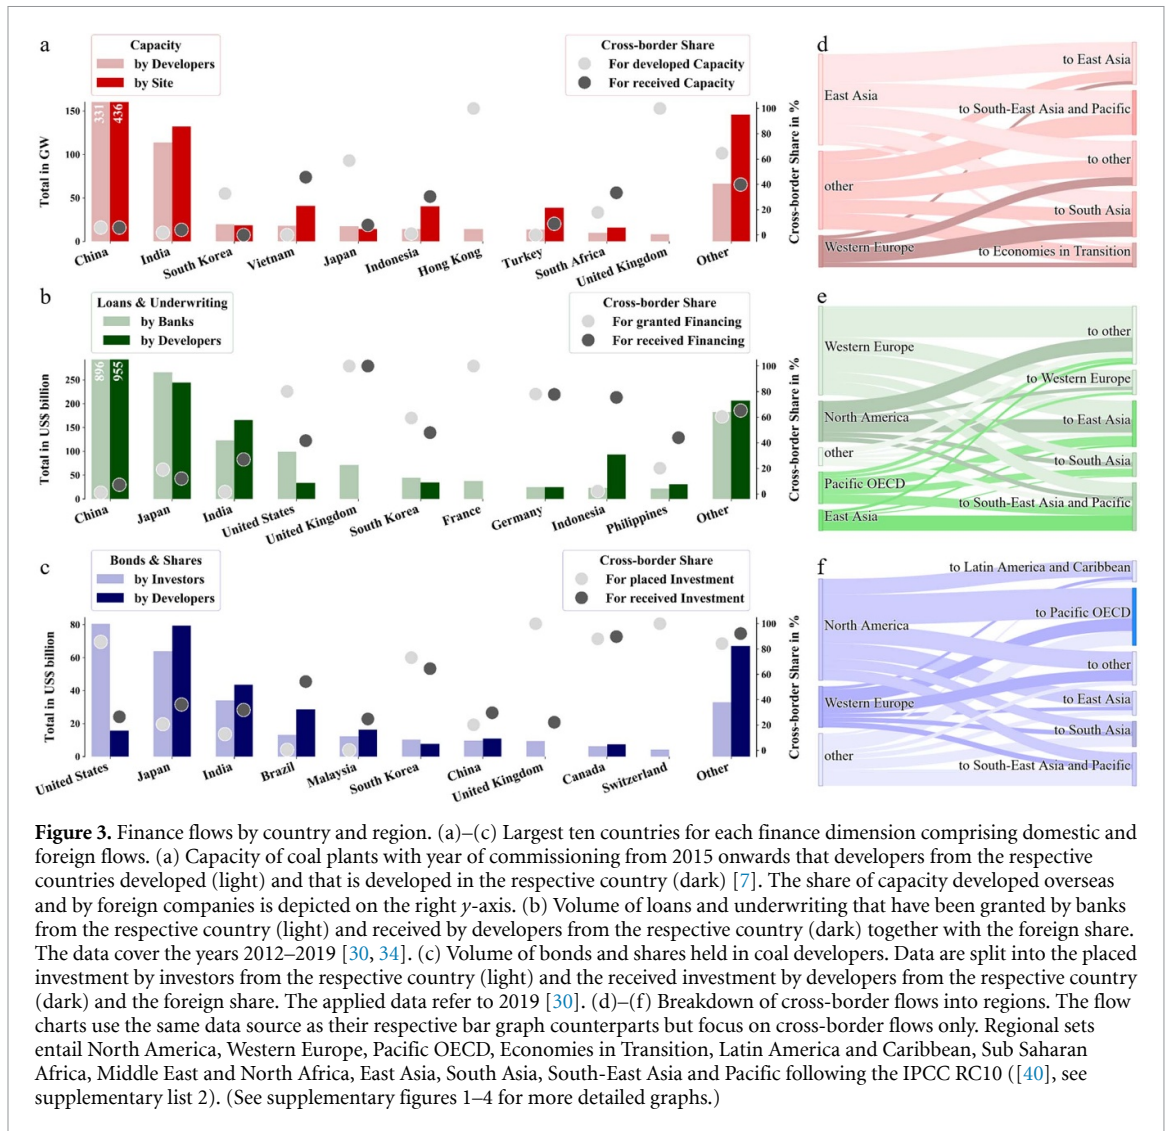 a
Capacity
by Developers
by Site
Cross-border Share
For developed Capacity
For received Capacity
331
436
150
100
50
0
Total in GW
100
80
60
40
20
0
Cross-border Share in %
China
India
South Korea
Vietnam
Japan
Indonesia
Hong Kong
Turkey
South Africa
United Kingdom
Other
d
East Asia
other
Western Europe
to East Asia
to South-East Asia and Pacific
to other
to South Asia
to Economies in Transition
b
Loans & Underwriting
by Banks
by Developers
Cross-border Share
For granted Financing
For received Financing
896
955
250
200
150
100
50
0
Total in US$ billion
100
80
60
40
20
0
Cross-border Share in %
China
Japan
India
United States
United Kingdom
South Korea
France
Germany
Indonesia
Philippines
Other
e
Western Europe
North America
other
Pacific OECD
East Asia
to other
to Western Europe
to East Asia
to South Asia
to South-East Asia and Pacific
c
Bonds & Shares
by Investors
by Developers
Cross-border Share
For placed Investment
For received Investment
80
60
40
20
0
Total in US$ billion
100
80
60
40
20
0
Cross-border Share in %
United States
Japan
India
Brazil
Malaysia
South Korea
China
United Kingdom
Canada
Switzerland
Other
f
North America
Western Europe
other
to Latin America and Caribbean
to Pacific OECD
to other
to East Asia
to South Asia
to South-East Asia and Pacific
Figure 3. Finance flows by country and region. (a)–(c) Largest ten countries for each finance dimension comprising domestic and
foreign flows. (a) Capacity of coal plants with year of commissioning from 2015 onwards that developers from the respective
countries developed (light) and that is developed in the respective country (dark) [7]. The share of capacity developed overseas
and by foreign companies is depicted on the right y-axis. (b) Volume of loans and underwriting that have been granted by banks
from the respective country (light) and received by developers from the respective country (dark) together with the foreign share.
The data cover the years 2012–2019 [30, 34]. (c) Volume of bonds and shares held in coal developers. Data are split into the placed
investment by investors from the respective country (light) and the received investment by developers from the respective country
(dark) and the foreign share. The applied data refer to 2019 [30]. (d)–(f) Breakdown of cross-border flows into regions. The flow
charts use the same data source as their respective bar graph counterparts but focus on cross-border flows only. Regional sets
entail North America, Western Europe, Pacific OECD, Economies in Transition, Latin America and Caribbean, Sub Saharan
Africa, Middle East and North Africa, East Asia, South Asia, South-East Asia and Pacific following the IPCC RC10 ([40], see
supplementary list 2). (See supplementary figures 1–4 for more detailed graphs.)